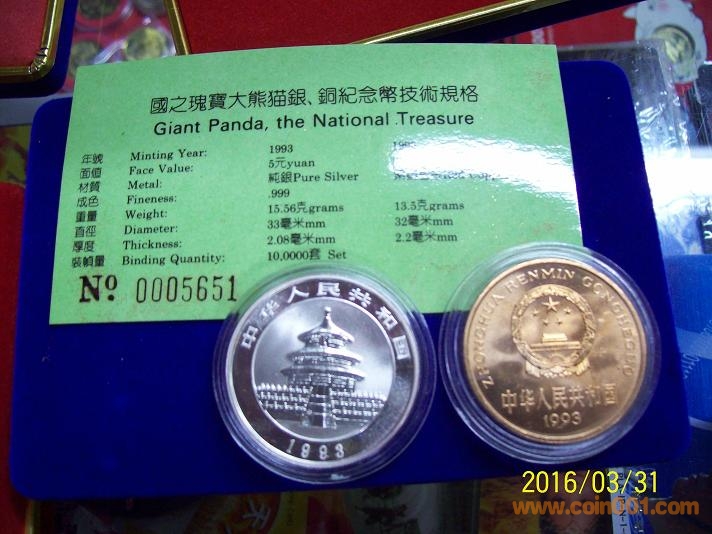 國之瑰寶大熊猫銀、銅紀念幣技術規格
Giant Panda, the National Treasure
年號 Minting Year: 1993
面值 Face Value: 5元yuan
材質 Metal: 純銀Pure Silver
成色 Fineness: .999
重量 Weight: 15.56克grams 13.5克grams
直徑 Diameter: 33毫米mm 32毫米mm
厚度 Thickness: 2.08毫米mm 2.2毫米mm
裝幀量 Binding Quantity: 10,0000套 Set
Nº 0005651
中华人民共和国
1993
ZHONGHUA RENMIN GONGHEGUO
中华人民共和国
1993
2016/03/31
www.coin001.com